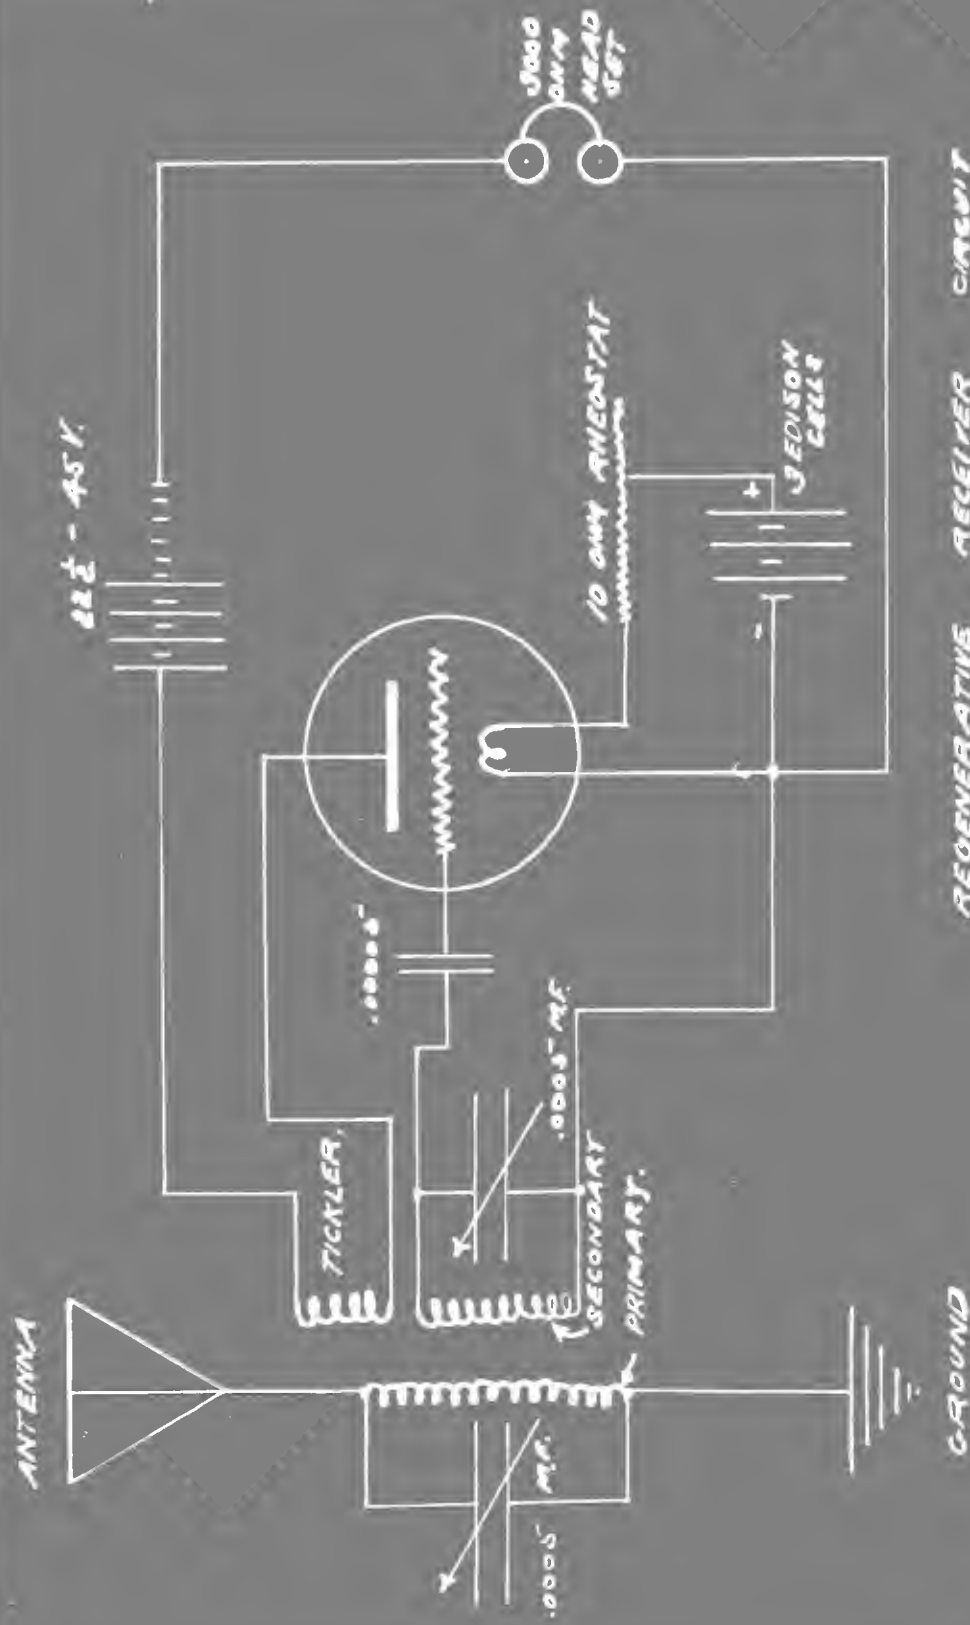 ANTENNA
22½ - 45 V.
3000
OHM
HEAD
SET
TICKLER.
.00005
10 OHM RHEOSTAT
.0005 M.F.
SECONDARY
PRIMARY.
+
-
3 EDISON
CELLS
.0005 M.F.
GROUND
REGENERATIVE RECEIVER CIRCUIT